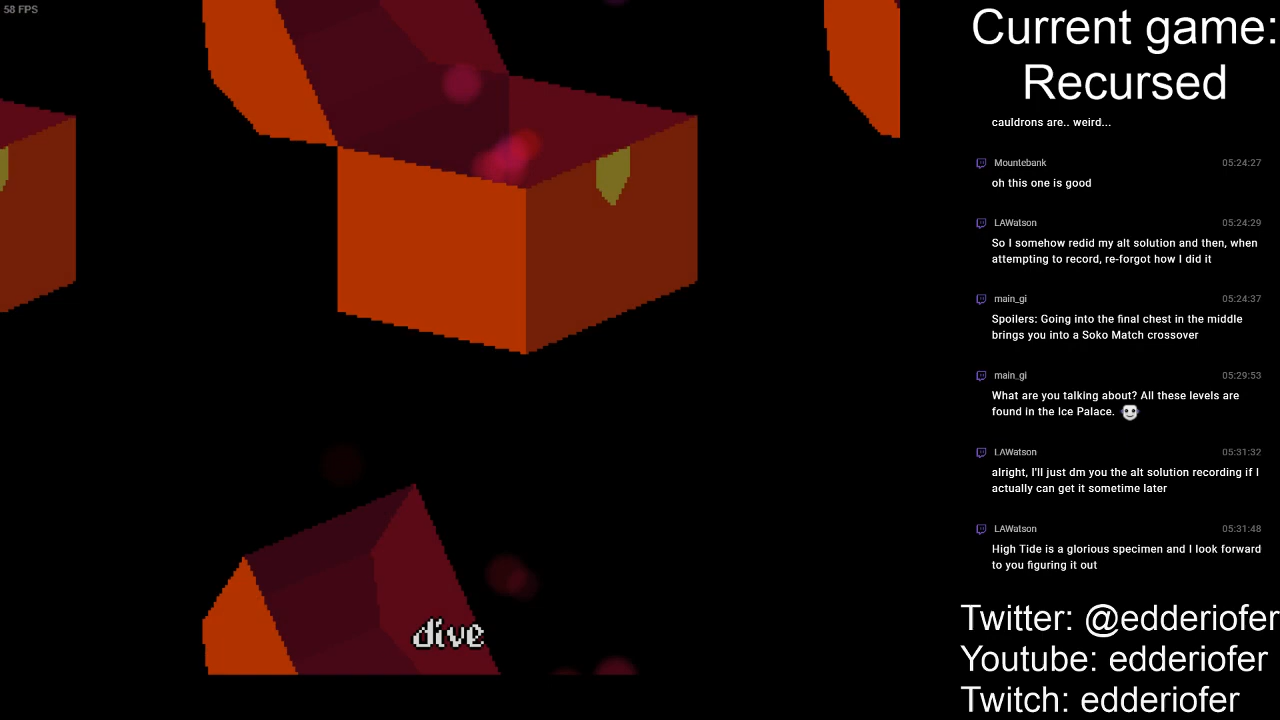 58 FPS
dive
Current game:
Recursed
cauldrons are.. weird...
Mountebank 05:24:27
oh this one is good
LAWatson 05:24:29
So I somehow redid my alt solution and then, when
attempting to record, re-forgot how I did it
main_gi 05:24:37
Spoilers: Going into the final chest in the middle
brings you into a Soko Match crossover
main_gi 05:29:53
What are you talking about? All these levels are
found in the Ice Palace.
LAWatson 05:31:32
alright, I'll just dm you the alt solution recording if I
actually can get it sometime later
LAWatson 05:31:48
High Tide is a glorious specimen and I look forward
to you figuring it out
Twitter: @edderiofer
Youtube: edderiofer
Twitch: edderiofer